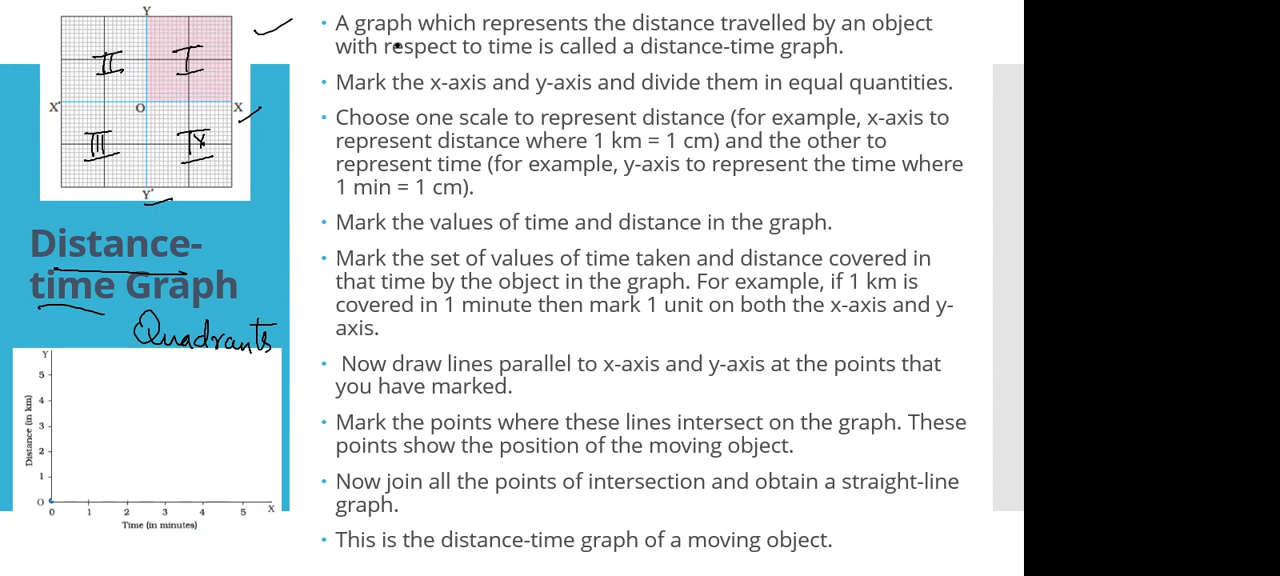 Y
II
I
X'
O
X
III
IV
Y'
Distance-
time Graph
Quadrants
Y
5
4
3
2
1
O
Distance (in km)
0 1 2 3 4 5 X
Time (in minutes)
• A graph which represents the distance travelled by an object
with respect to time is called a distance-time graph.
• Mark the x-axis and y-axis and divide them in equal quantities.
• Choose one scale to represent distance (for example, x-axis to
represent distance where 1 km = 1 cm) and the other to
represent time (for example, y-axis to represent the time where
1 min = 1 cm).
• Mark the values of time and distance in the graph.
• Mark the set of values of time taken and distance covered in
that time by the object in the graph. For example, if 1 km is
covered in 1 minute then mark 1 unit on both the x-axis and y-
axis.
• Now draw lines parallel to x-axis and y-axis at the points that
you have marked.
• Mark the points where these lines intersect on the graph. These
points show the position of the moving object.
• Now join all the points of intersection and obtain a straight-line
graph.
• This is the distance-time graph of a moving object.